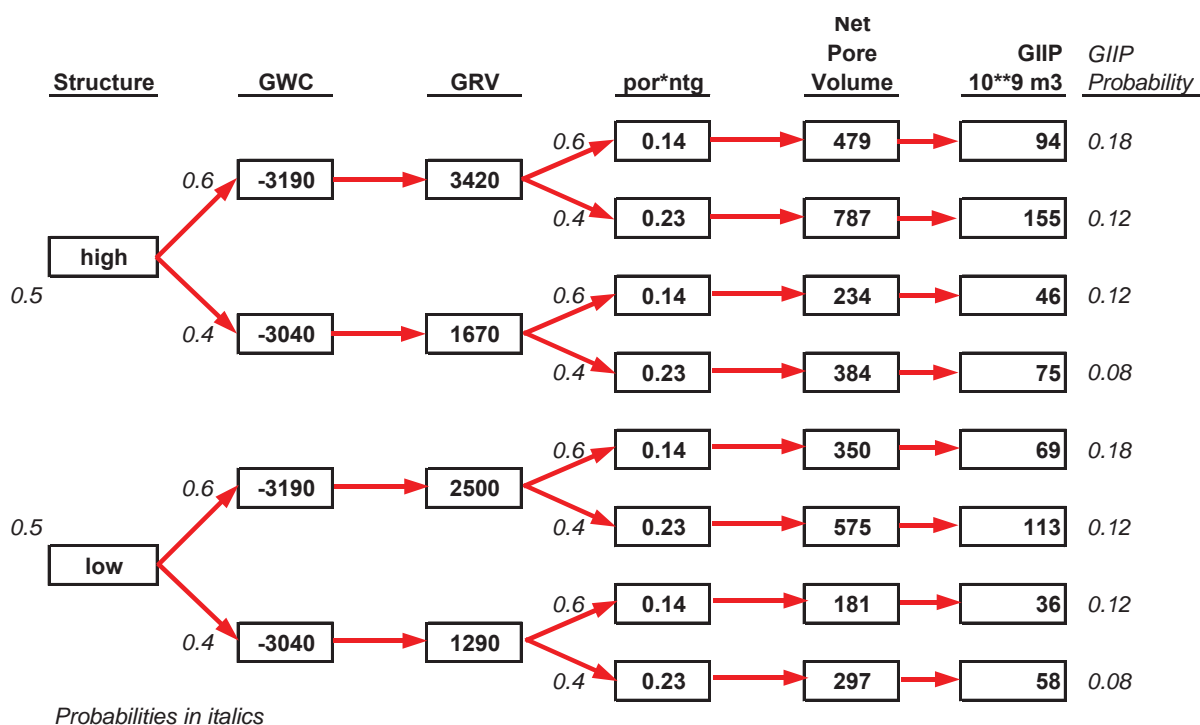 Net
Pore GIIP GIIP
Structure GWC GRV por*ntg Volume 10**9 m3 Probability
0.6 0.14 479 94 0.18
0.6 -3190 3420
0.4 0.23 787 155 0.12
high
0.5 0.6 0.14 234 46 0.12
0.4 -3040 1670
0.4 0.23 384 75 0.08
0.6 0.14 350 69 0.18
0.6 -3190 2500
0.5 0.4 0.23 575 113 0.12
low
0.6 0.14 181 36 0.12
0.4 -3040 1290
0.4 0.23 297 58 0.08
Probabilities in italics